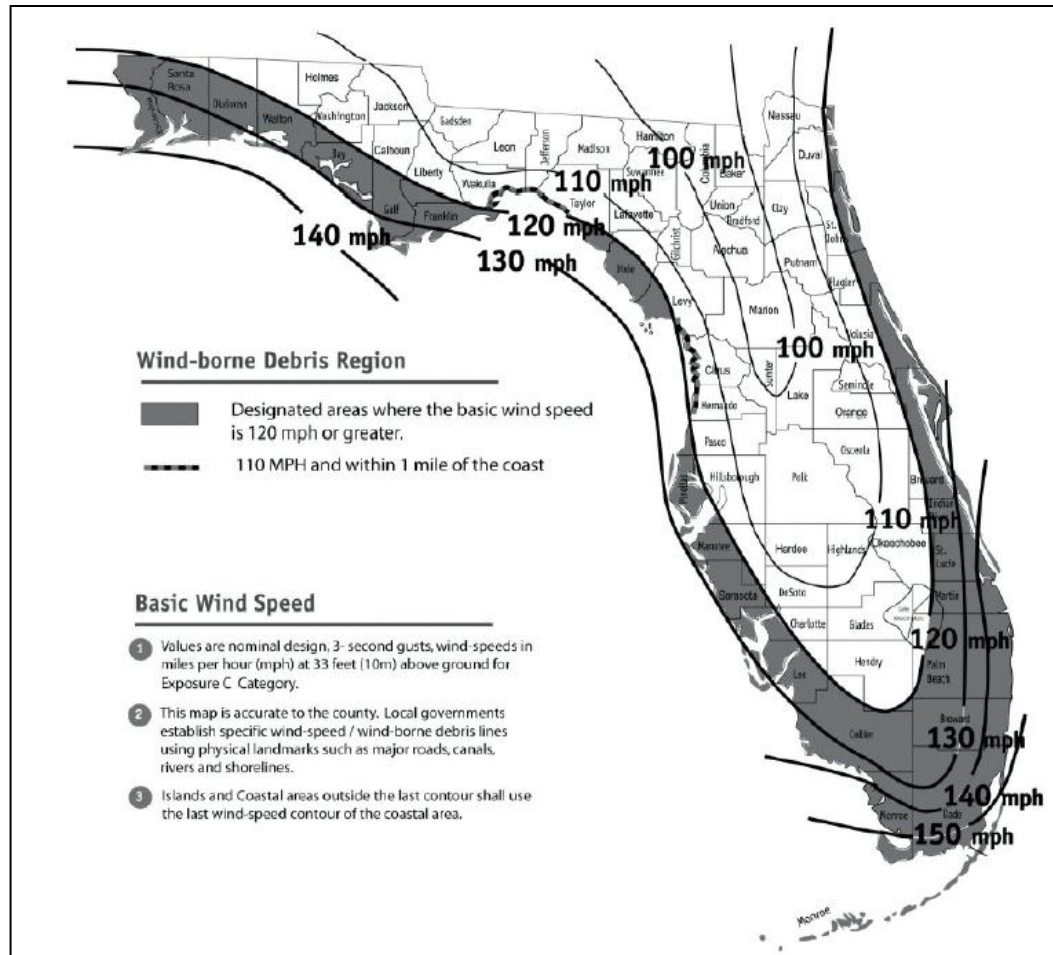 Santa
Rosa
Okaloosa
Walton
Holmes
Washington
Bay
Jackson
Calhoun
Gulf
Gadsden
Liberty
Franklin
Leon
Wakulla
Jefferson
Madison
Taylor
Hamilton
Suwannee
Lafayette
Dixie
Columbia
Baker
Union
Bradford
Gilchrist
Alachua
Levy
Nassau
Duval
Clay
St.
Johns
Putnam
Flagler
Marion
Volusia
Citrus
Sumter
Lake
Seminole
Orange
Hernando
Pasco
Pinellas
Hillsborough
Polk
Osceola
Brevard
Indian
Manatee
Hardee
Highlands
Okeechobee
St.
Lucie
Sarasota
DeSoto
Martin
Charlotte
Glades
Lee
Hendry
Palm
Beach
Collier
Broward
Monroe
Dade
Monroe
140 mph
130 mph
120 mph
110 mph
100 mph
100 mph
110 mph
120 mph
130 mph
140 mph
150 mph
Wind-borne Debris Region
Designated areas where the basic wind speed
is 120 mph or greater.
110 MPH and within 1 mile of the coast
Basic Wind Speed
1 Values are nominal design, 3- second gusts, wind-speeds in
miles per hour (mph) at 33 feet (10m) above ground for
Exposure C Category.
2 This map is accurate to the county. Local governments
establish specific wind-speed / wind-borne debris lines
using physical landmarks such as major roads, canals,
rivers and shorelines.
3 Islands and Coastal areas outside the last contour shall use
the last wind-speed contour of the coastal area.